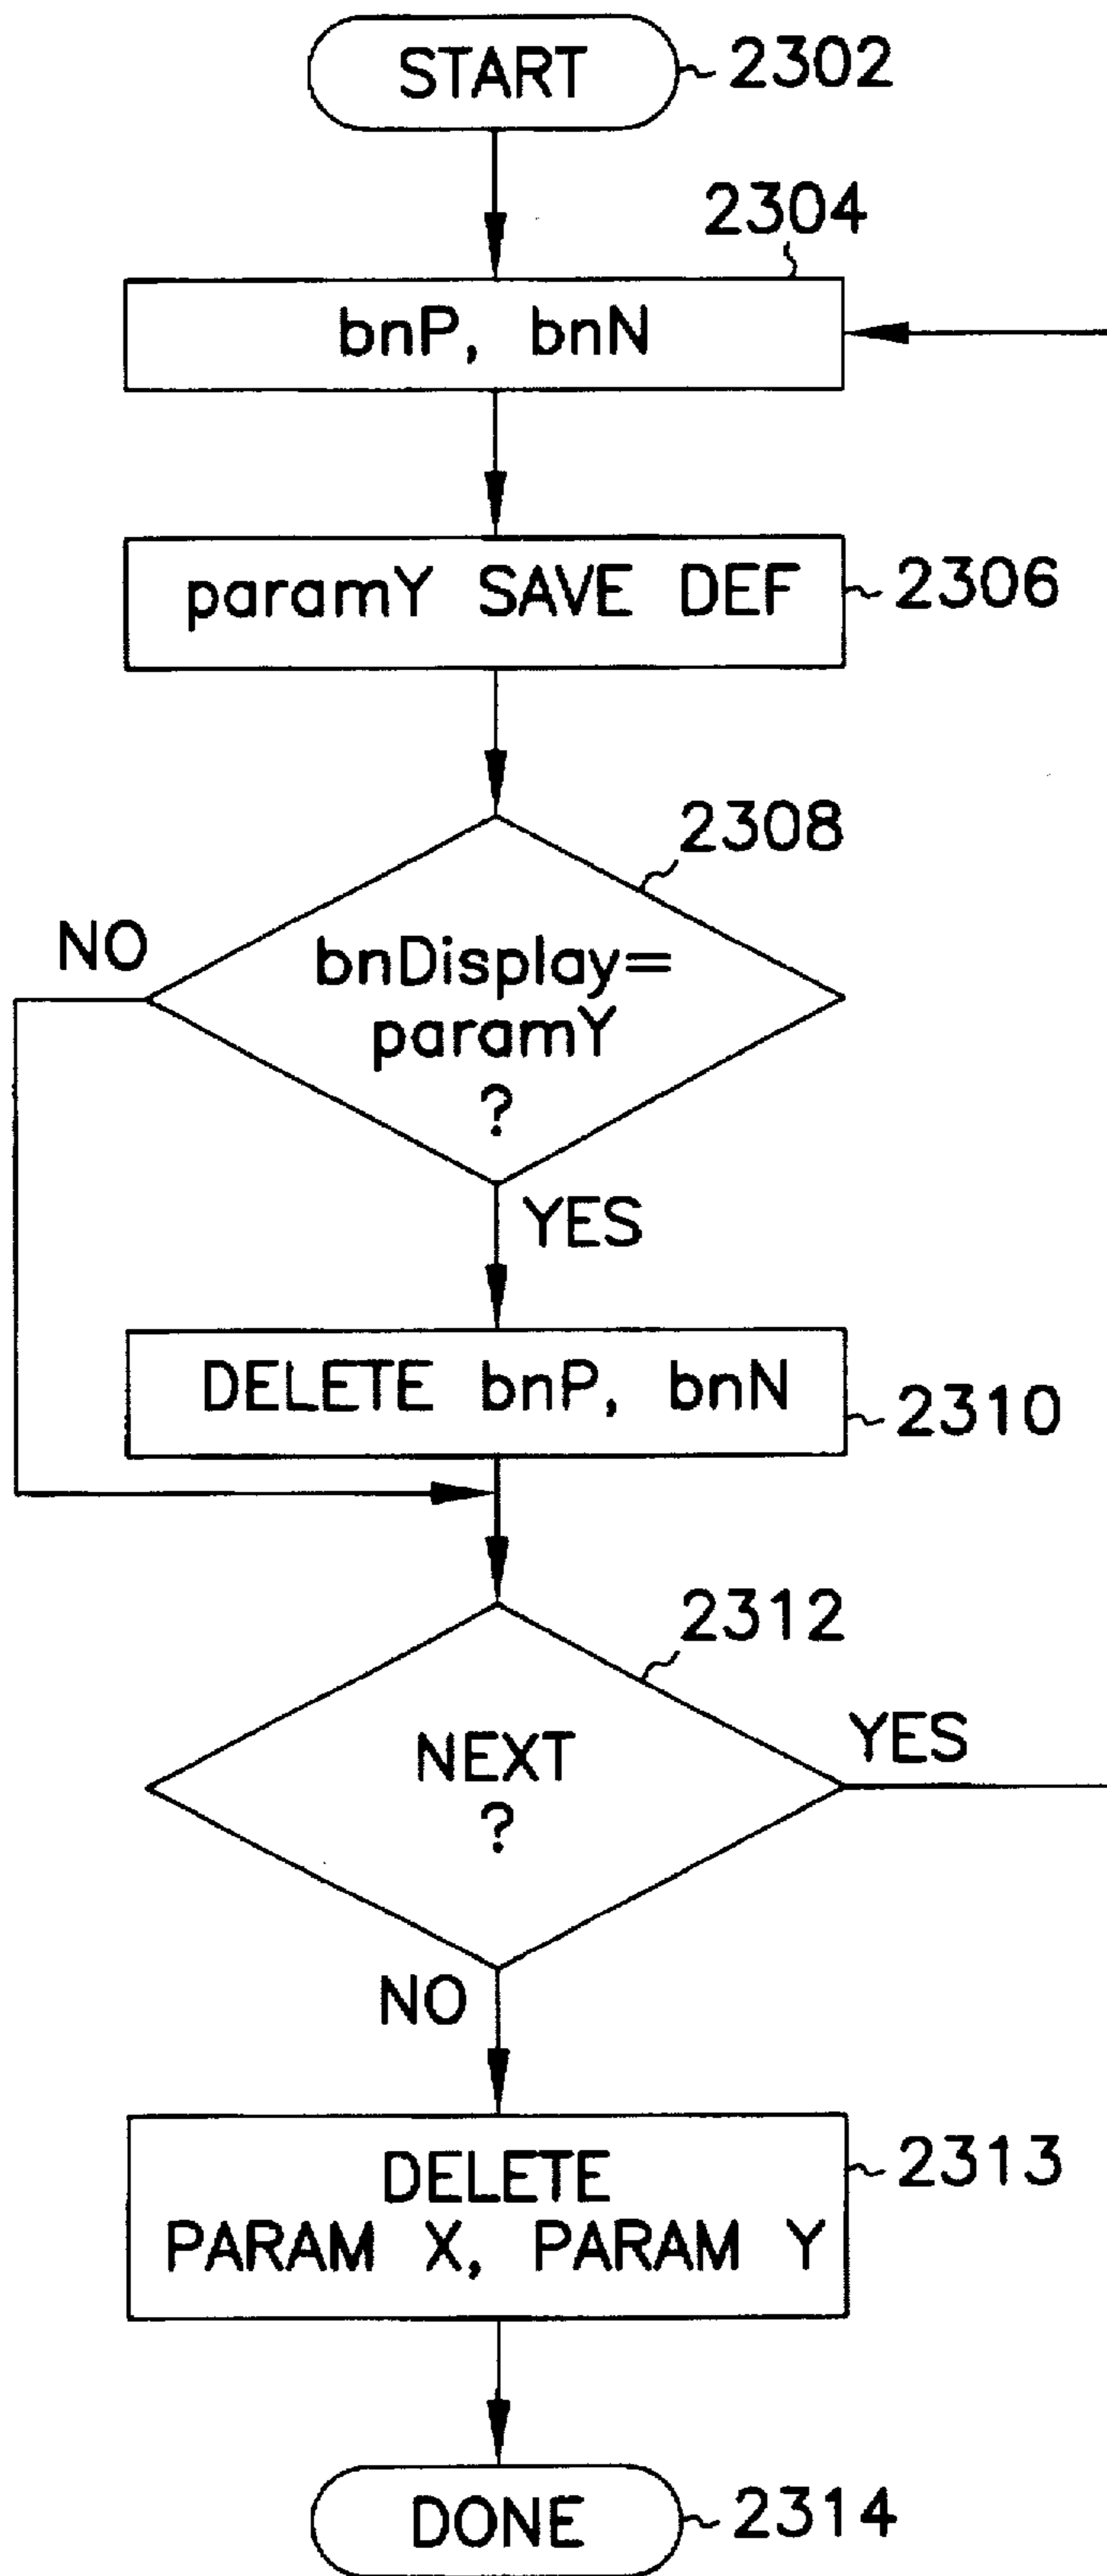 START
2302
2304
bnP, bnN
paramY SAVE DEF
2306
2308
NO
bnDisplay=
paramY
?
YES
DELETE bnP, bnN
2310
2312
NEXT
?
YES
NO
DELETE
PARAM X, PARAM Y
2313
DONE
2314